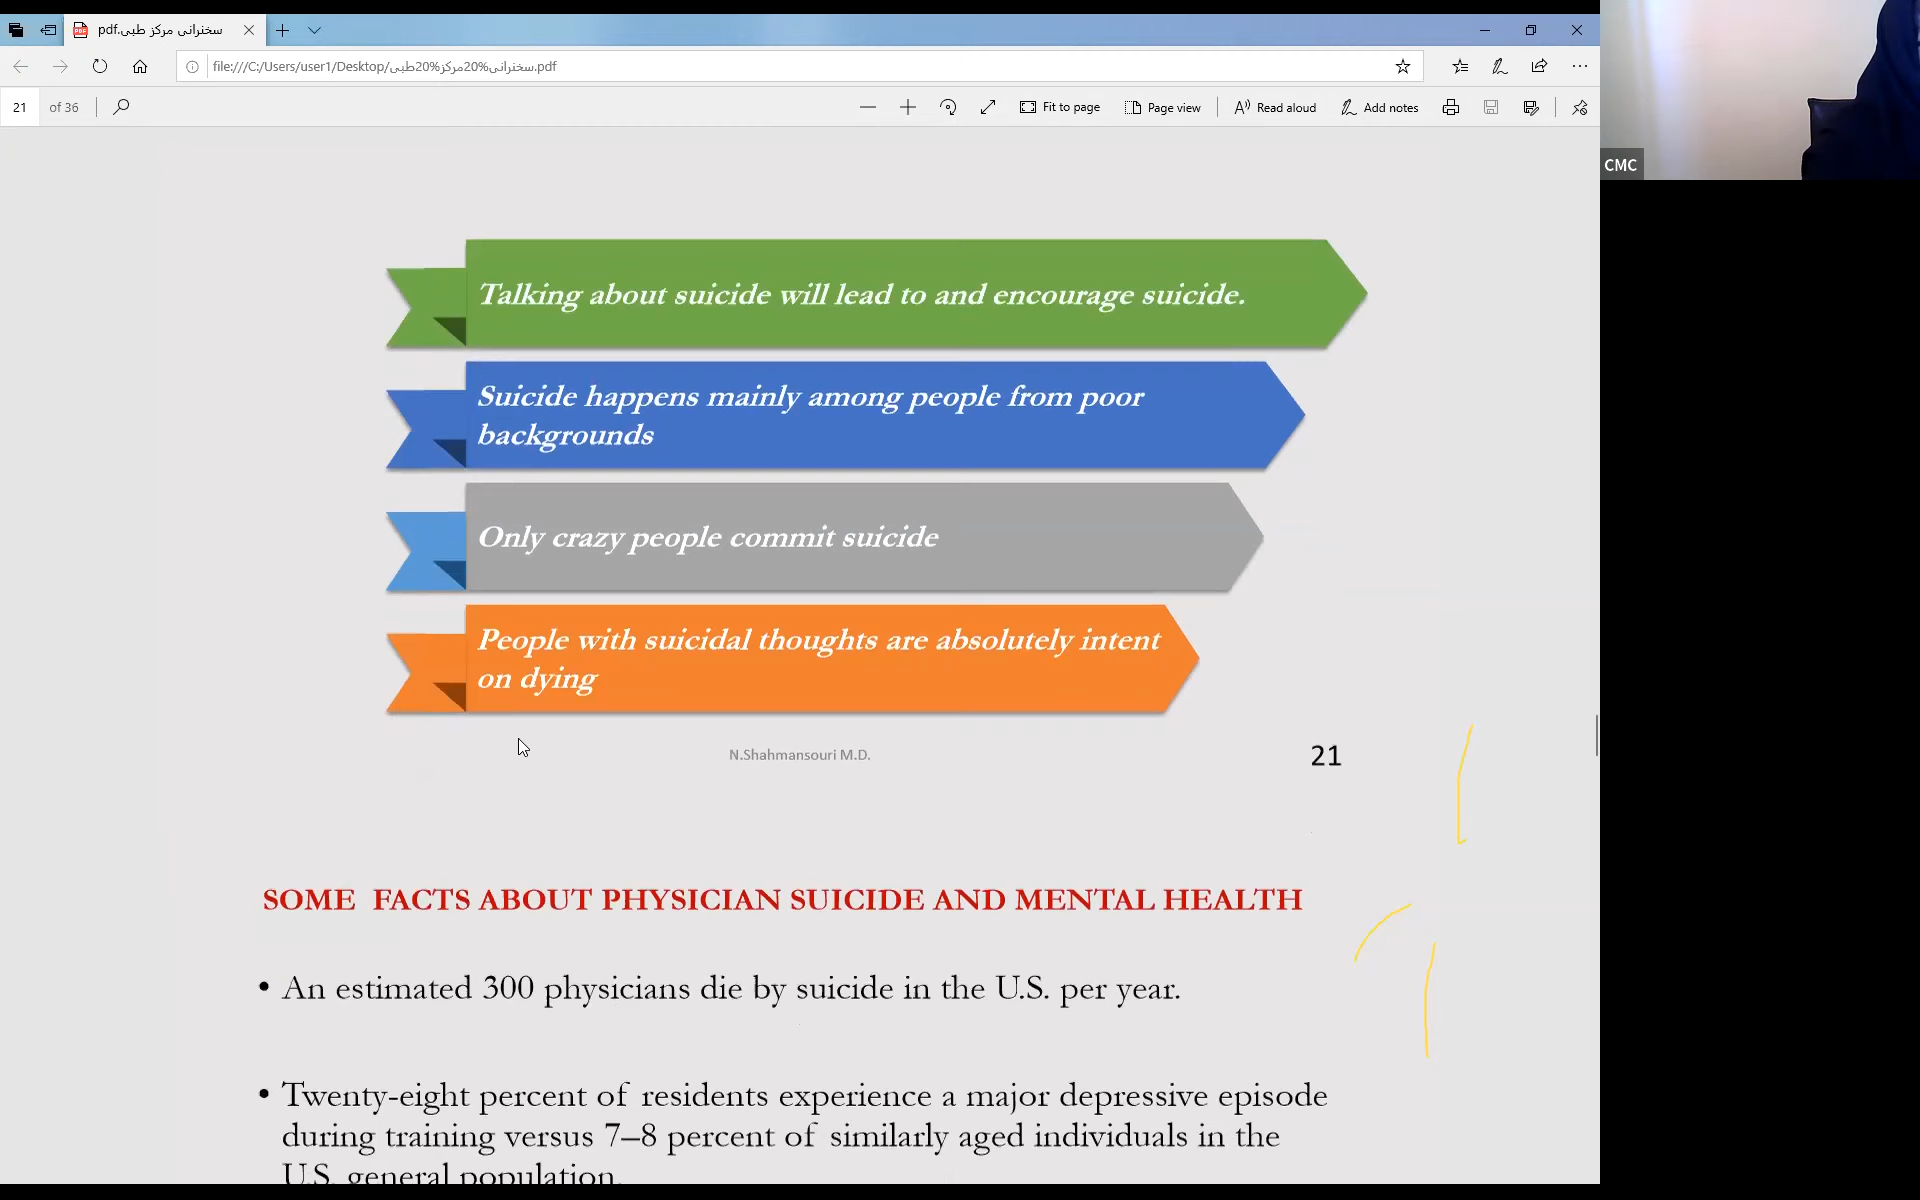 سخنرانی مرکز طبی.pdf
file:///C:/Users/user1/Desktop/سخنرانی%20مرکز%20طبی.pdf
21 of 36
Fit to page
Page view
Read aloud
Add notes
CMC
Talking about suicide will lead to and encourage suicide.
Suicide happens mainly among people from poor
backgrounds
Only crazy people commit suicide
People with suicidal thoughts are absolutely intent
on dying
N.Shahmansouri M.D.
21
SOME FACTS ABOUT PHYSICIAN SUICIDE AND MENTAL HEALTH
• An estimated 300 physicians die by suicide in the U.S. per year.
• Twenty-eight percent of residents experience a major depressive episode
during training versus 7–8 percent of similarly aged individuals in the
U.S. general population.